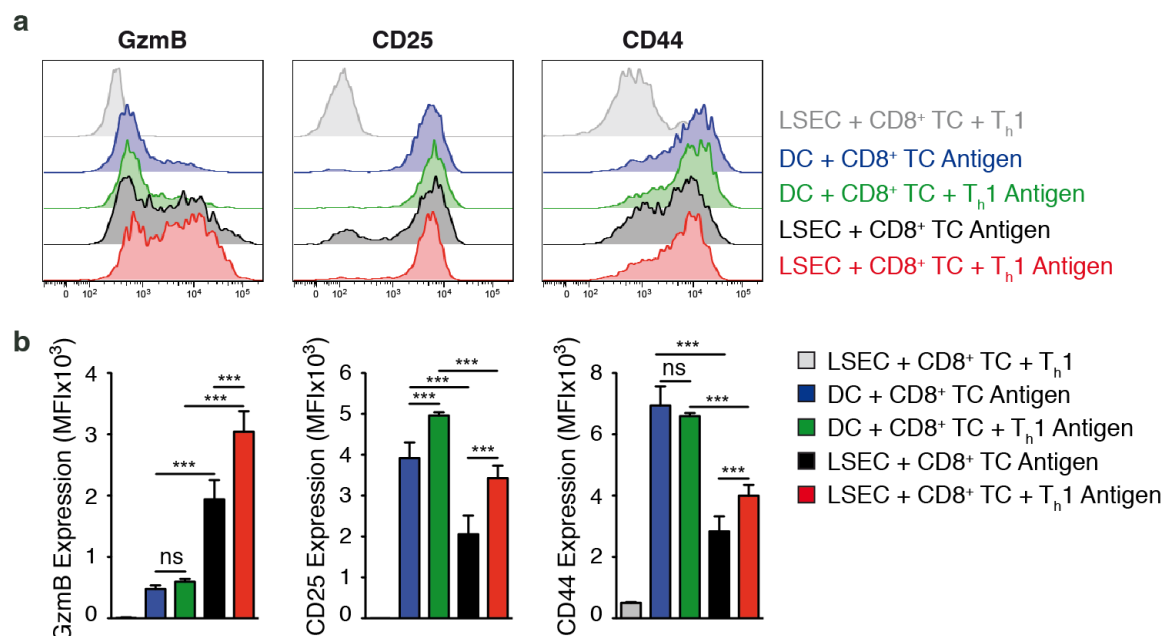 a
GzmB CD25 CD44
LSEC + CD8⁺ TC + Tₕ1
DC + CD8⁺ TC Antigen
DC + CD8⁺ TC + Tₕ1 Antigen
LSEC + CD8⁺ TC Antigen
LSEC + CD8⁺ TC + Tₕ1 Antigen
0 10² 10³ 10⁴ 10⁵ 0 10² 10³ 10⁴ 10⁵ 0 10² 10³ 10⁴ 10⁵
b
GzmB Expression (MFIx10³)
4
3
2
1
0
***
***
***
ns
CD25 Expression (MFIx10³)
6
5
4
3
2
1
0
***
***
***
***
CD44 Expression (MFIx10³)
8
6
4
2
0
***
ns
***
***
LSEC + CD8⁺ TC + Tₕ1
DC + CD8⁺ TC Antigen
DC + CD8⁺ TC + Tₕ1 Antigen
LSEC + CD8⁺ TC Antigen
LSEC + CD8⁺ TC + Tₕ1 Antigen